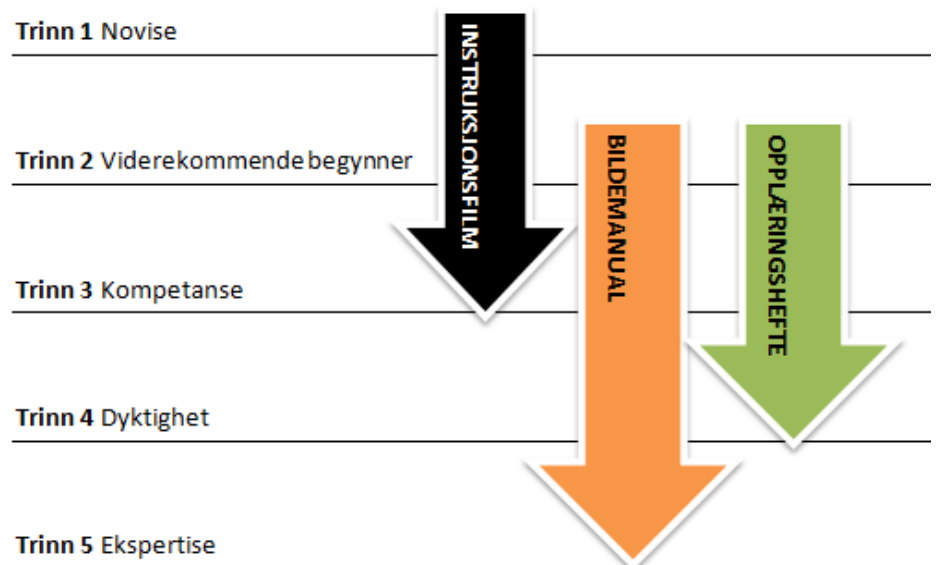 Trinn 1 Novise
INSTRUKSJONSFILM
Trinn 2 Viderekommende begynner
BILDEMANUAL
OPPLÆRINGSHEFTE
Trinn 3 Kompetanse
Trinn 4 Dyktighet
Trinn 5 Ekspertise